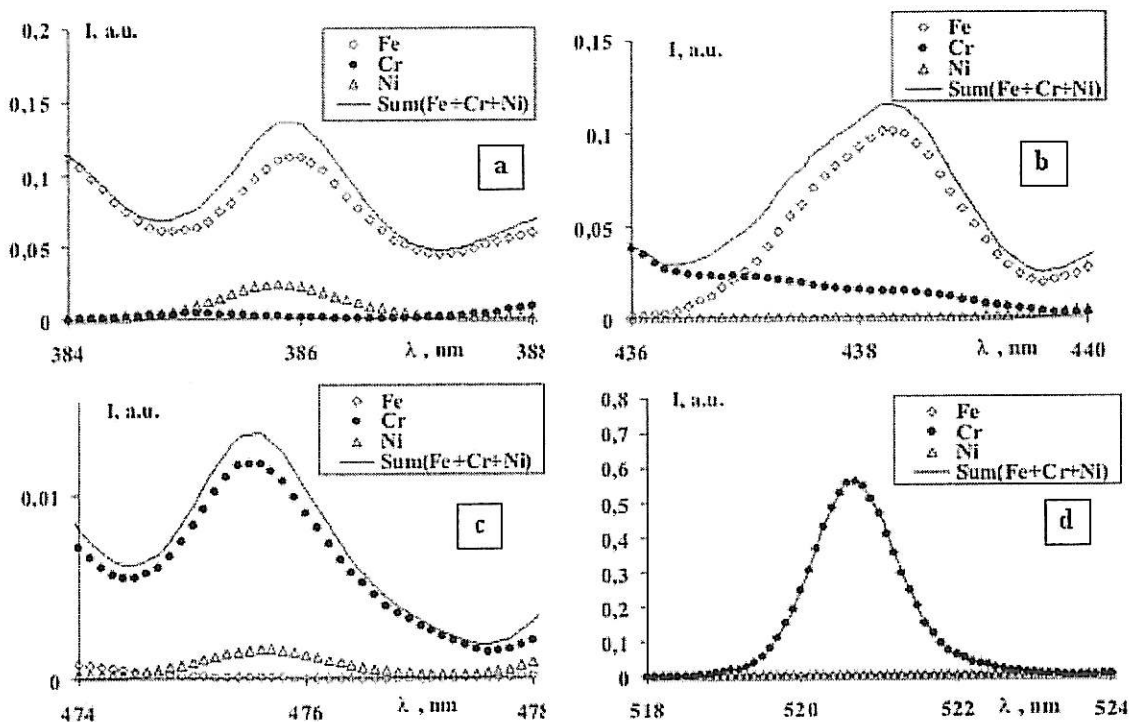 0,2
I, a.u.
Fe
Cr
Ni
Sum(Fe+Cr+Ni)
0,15
a
0,1
0,05
0
384
386
λ , nm
388
0,15
I, a.u.
Fe
Cr
Ni
Sum(Fe+Cr+Ni)
b
0,1
0,05
0
436
438
λ , nm
440
I, a.u.
Fe
Cr
Ni
Sum(Fe+Cr+Ni)
0,01
c
0
474
476
λ , nm
478
0,8
I, a.u.
Fe
Cr
Ni
Sum(Fe+Cr+Ni)
0,7
0,6
0,5
d
0,4
0,3
0,2
0,1
0
518
520
522
λ , nm
524